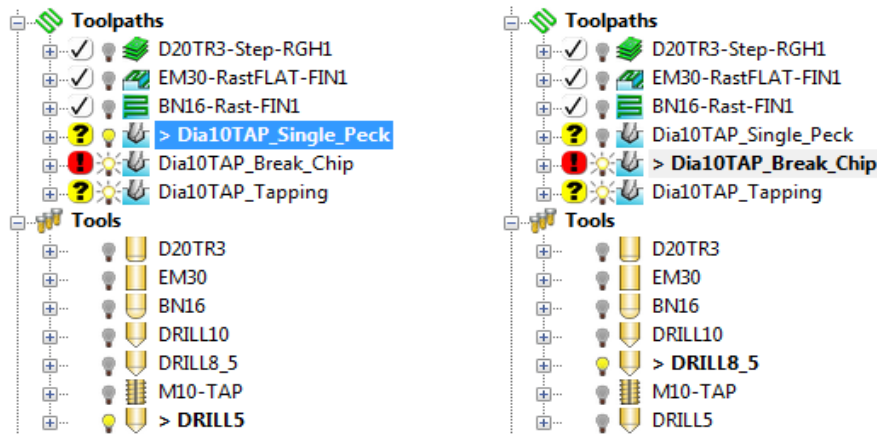 Toolpaths
D20TR3-Step-RGH1
EM30-RastFLAT-FIN1
BN16-Rast-FIN1
> Dia10TAP_Single_Peck
Dia10TAP_Break_Chip
Dia10TAP_Tapping
Tools
D20TR3
EM30
BN16
DRILL10
DRILL8_5
M10-TAP
> DRILL5
Toolpaths
D20TR3-Step-RGH1
EM30-RastFLAT-FIN1
BN16-Rast-FIN1
Dia10TAP_Single_Peck
> Dia10TAP_Break_Chip
Dia10TAP_Tapping
Tools
D20TR3
EM30
BN16
DRILL10
> DRILL8_5
M10-TAP
DRILL5